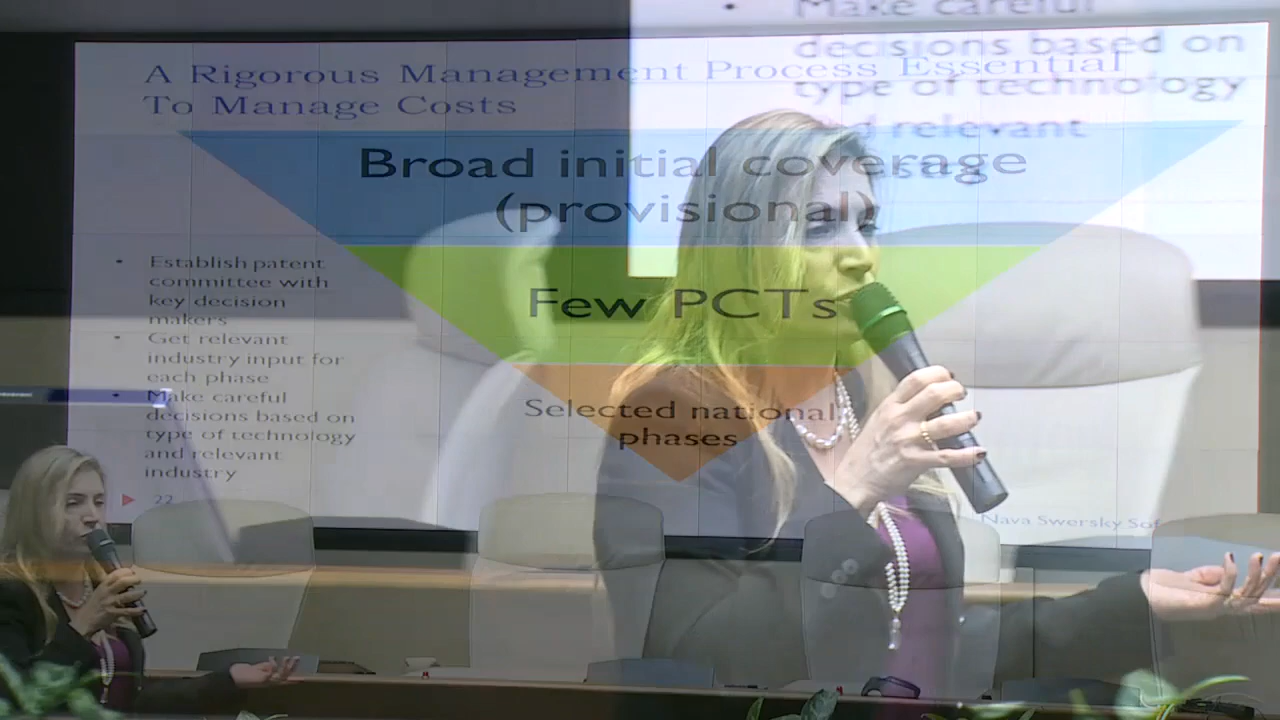 A Rigorous Management Process Essential
To Manage Costs
Broad initial coverage
(provisional)
Few PCTs
Selected national
phases
• Establish patent
committee with
key decision
makers
• Get relevant
industry input for
each phase
• Make careful
decisions based on
type of technology
and relevant
industry
22
Nava Swersky
• Make careful
decisions based on
type of technology
relevant